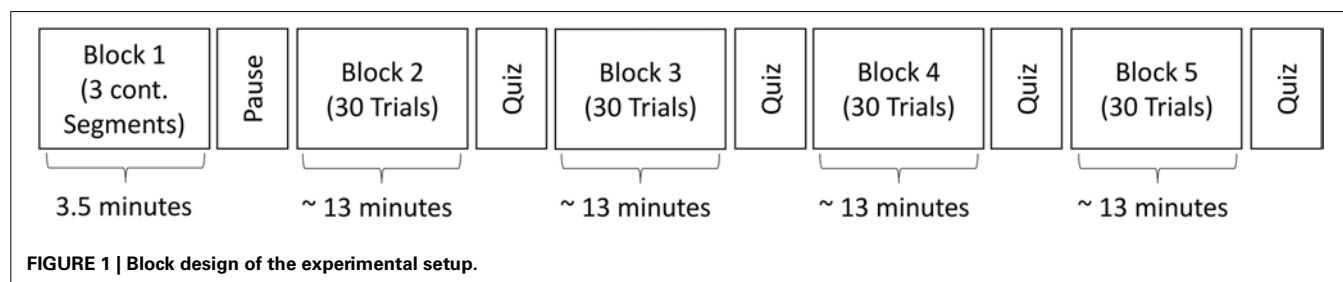 Block 1
(3 cont.
Segments)
Pause
Block 2
(30 Trials)
Quiz
Block 3
(30 Trials)
Quiz
Block 4
(30 Trials)
Quiz
Block 5
(30 Trials)
Quiz
3.5 minutes
~ 13 minutes
~ 13 minutes
~ 13 minutes
~ 13 minutes
FIGURE 1 | Block design of the experimental setup.